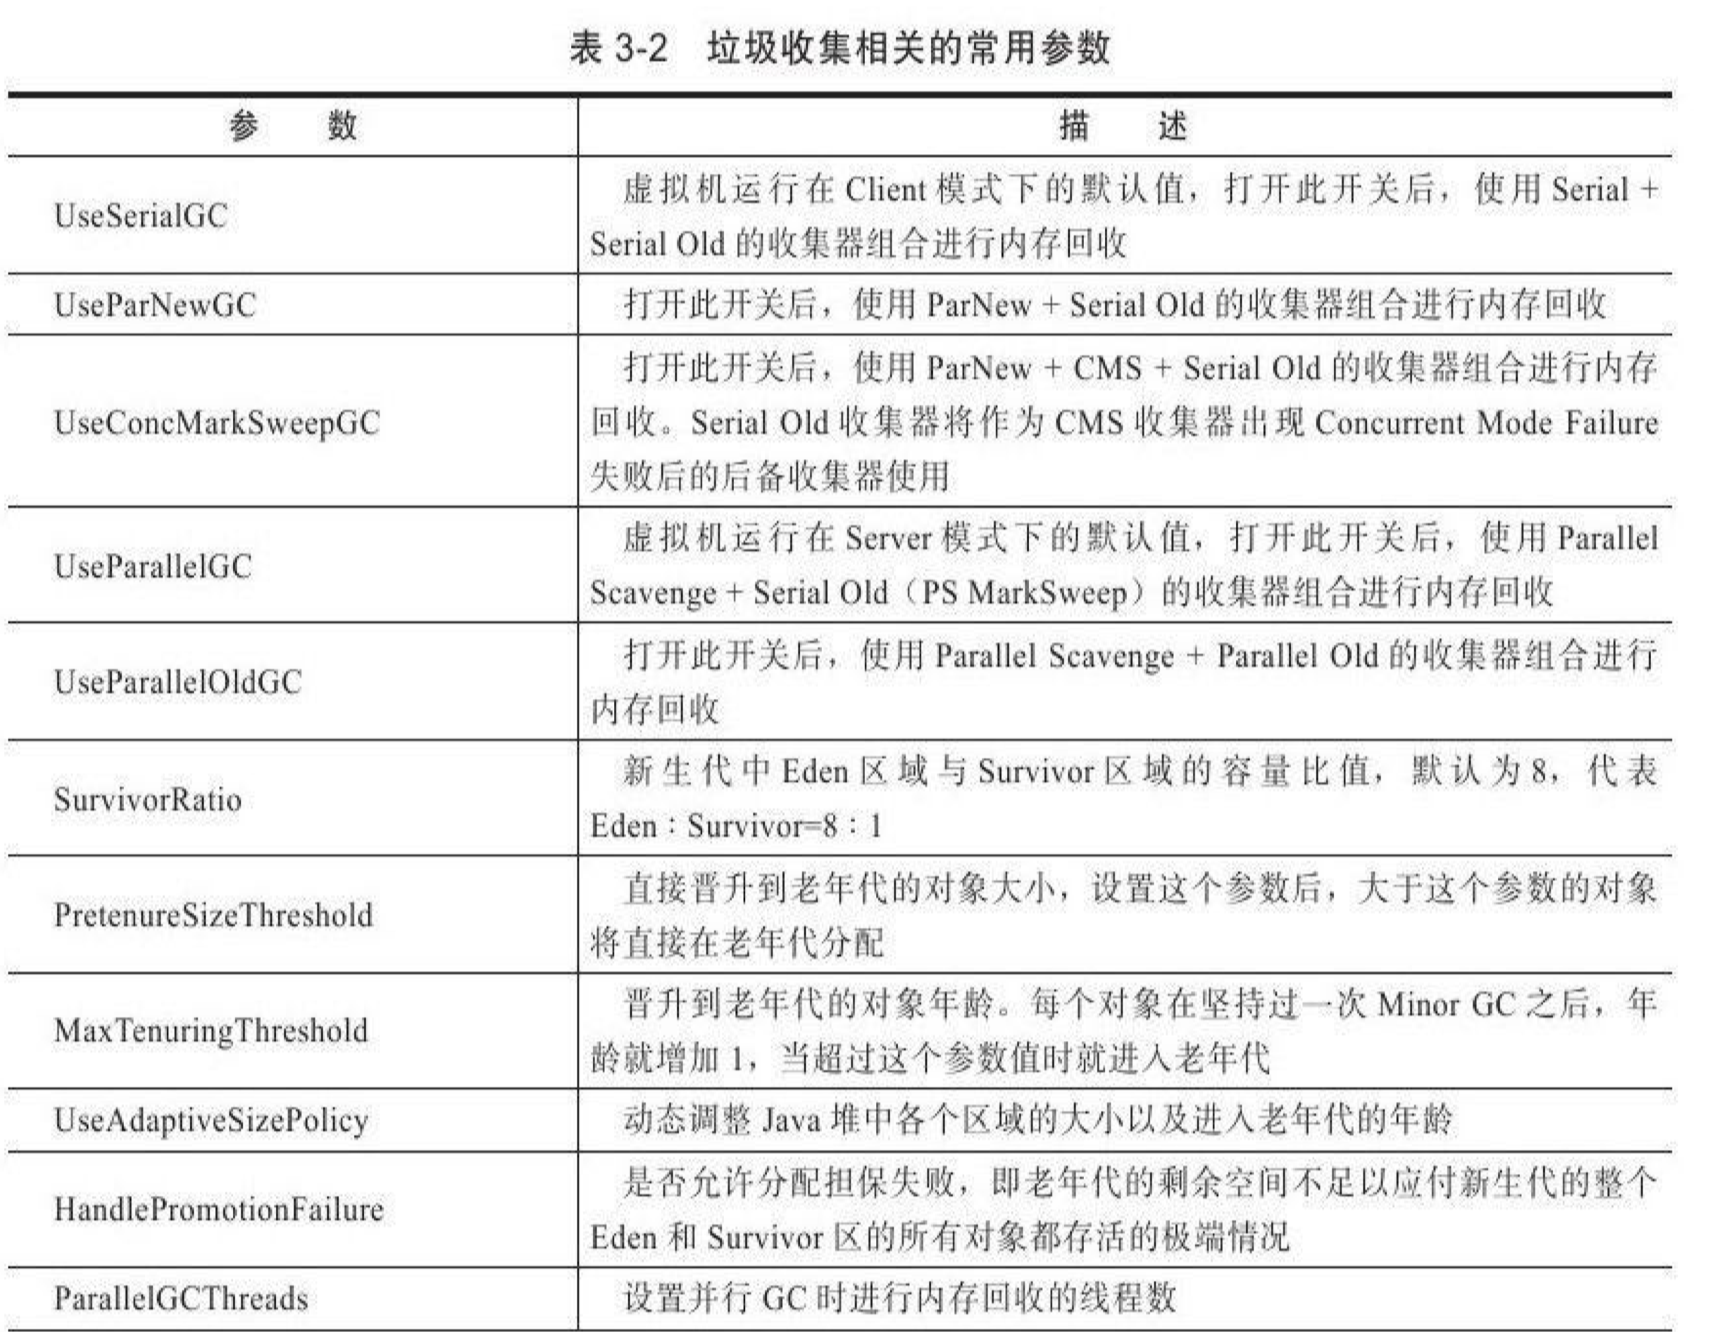 表 3-2 垃圾收集相关的常用参数
参 数 描 述
UseSerialGC
虚拟机运行在 Client 模式下的默认值，打开此开关后，使用 Serial +
Serial Old 的收集器组合进行内存回收
UseParNewGC
打开此开关后，使用 ParNew + Serial Old 的收集器组合进行内存回收
UseConcMarkSweepGC
打开此开关后，使用 ParNew + CMS + Serial Old 的收集器组合进行内存
回收。Serial Old 收集器将作为 CMS 收集器出现 Concurrent Mode Failure
失败后的后备收集器使用
UseParallelGC
虚拟机运行在 Server 模式下的默认值，打开此开关后，使用 Parallel
Scavenge + Serial Old（PS MarkSweep）的收集器组合进行内存回收
UseParallelOldGC
打开此开关后，使用 Parallel Scavenge + Parallel Old 的收集器组合进行
内存回收
SurvivorRatio
新生代中 Eden 区域与 Survivor 区域的容量比值，默认为 8，代表
Eden：Survivor=8：1
PretenureSizeThreshold
直接晋升到老年代的对象大小，设置这个参数后，大于这个参数的对象
将直接在老年代分配
MaxTenuringThreshold
晋升到老年代的对象年龄。每个对象在坚持过一次 Minor GC 之后，年
龄就增加 1，当超过这个参数值时就进入老年代
UseAdaptiveSizePolicy
动态调整 Java 堆中各个区域的大小以及进入老年代的年龄
HandlePromotionFailure
是否允许分配担保失败，即老年代的剩余空间不足以应付新生代的整个
Eden 和 Survivor 区的所有对象都存活的极端情况
ParallelGCThreads
设置并行 GC 时进行内存回收的线程数